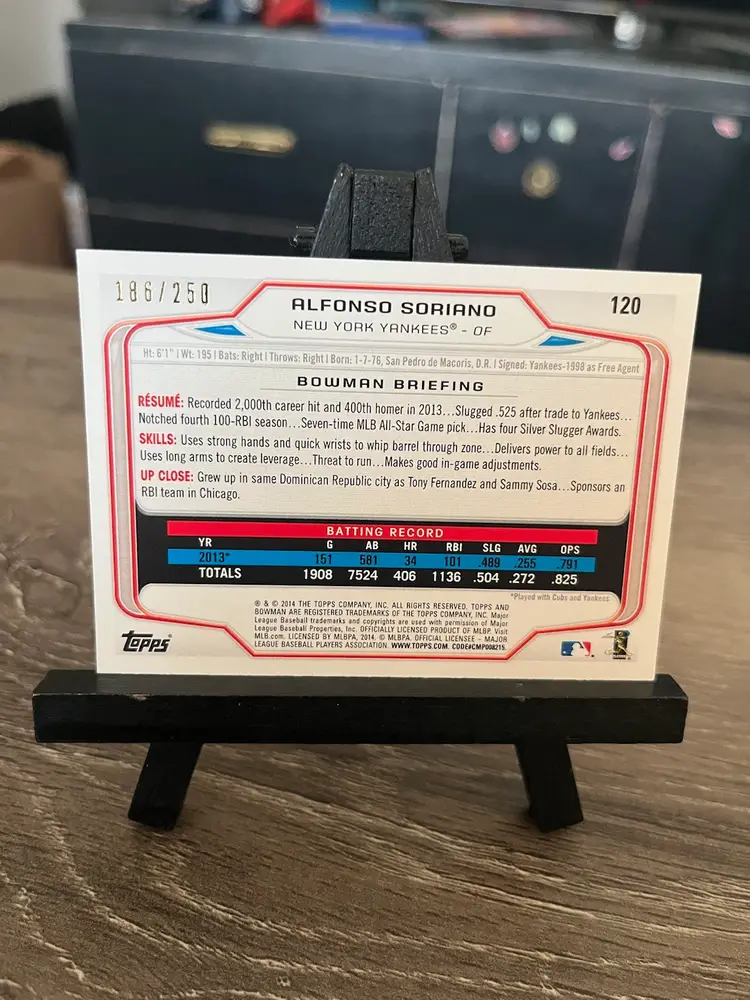 186/250
ALFONSO SORIANO
120
NEW YORK YANKEES® - OF
Ht: 6'1" | Wt: 195 | Bats: Right | Throws: Right | Born: 1-7-76, San Pedro de Macoris, D.R. | Signed: Yankees-1998 as Free Agent
BOWMAN BRIEFING
RÉSUMÉ: Recorded 2,000th career hit and 400th homer in 2013...Slugged .525 after trade to Yankees...
Notched fourth 100-RBI season...Seven-time MLB All-Star Game pick...Has four Silver Slugger Awards.
SKILLS: Uses strong hands and quick wrists to whip barrel through zone...Delivers power to all fields...
Uses long arms to create leverage...Threat to run...Makes good in-game adjustments.
UP CLOSE: Grew up in same Dominican Republic city as Tony Fernandez and Sammy Sosa...Sponsors an
RBI team in Chicago.
BATTING RECORD
YR G AB HR RBI SLG AVG OPS
2013* 151 581 34 101 .489 .255 .791
TOTALS 1908 7524 406 1136 .504 .272 .825
*Played with Cubs and Yankees
® & © 2014 THE TOPPS COMPANY, INC. ALL RIGHTS RESERVED. TOPPS AND
BOWMAN ARE REGISTERED TRADEMARKS OF THE TOPPS COMPANY, INC. Major
League Baseball trademarks and copyrights are used with permission of Major
League Baseball Properties, Inc. OFFICIALLY LICENSED PRODUCT OF MLBP. Visit
MLB.com. LICENSED BY MLBPA, 2014. © MLBPA. OFFICIAL LICENSEE - MAJOR
LEAGUE BASEBALL PLAYERS ASSOCIATION. WWW.TOPPS.COM. CODE#CMP008215.
TOPPS®